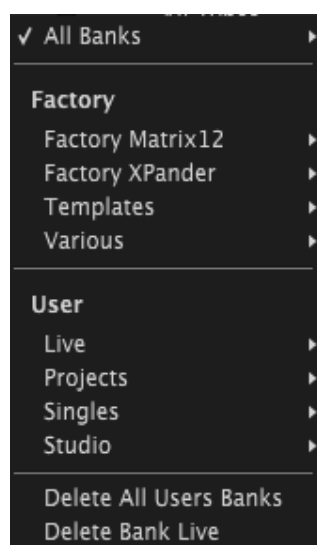 ✓ All Banks
Factory
Factory Matrix12
Factory XPander
Templates
Various
User
Live
Projects
Singles
Studio
Delete All Users Banks
Delete Bank Live